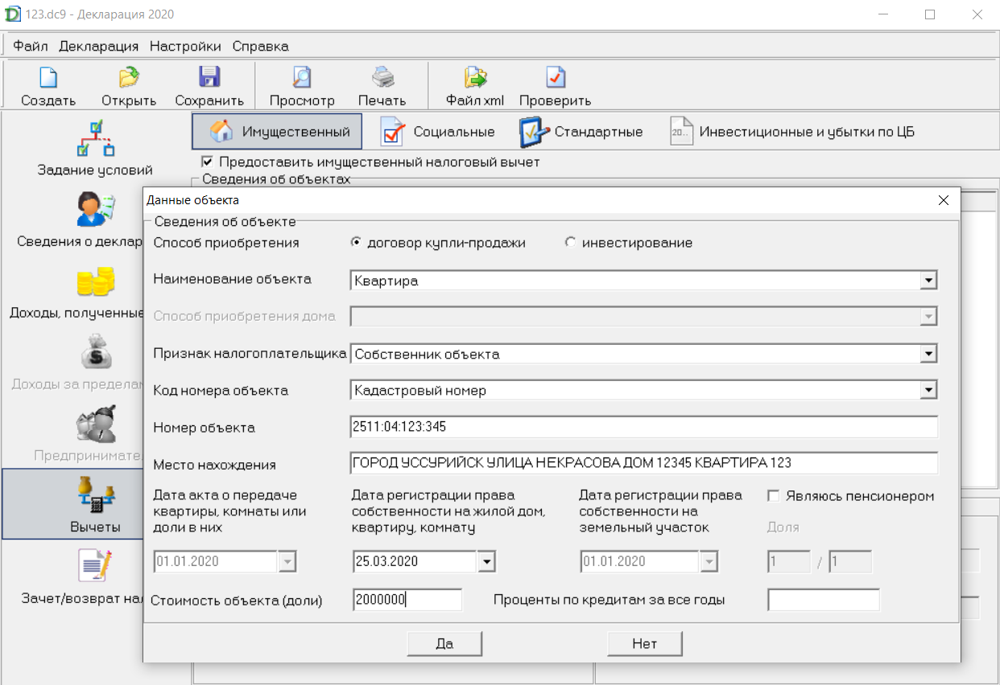 123.dc9 - Декларация 2020
Файл Декларация Настройки Справка
Создать Открыть Сохранить Просмотр Печать Файл xml Проверить
Имущественный Социальные Стандартные 20... Инвестиционные и убытки по ЦБ
Задание условий
Предоставить имущественный налоговый вычет
Сведения об объектах
Данные объекта
Сведения об объекте
Сведения о деклар
Способ приобретения договор купли-продажи инвестирование
Наименование объекта Квартира
Доходы, полученные
Способ приобретения дома
Признак налогоплательщика Собственник объекта
Доходы за предела
Код номера объекта Кадастровый номер
Номер объекта 2511:04:123:345
Предпринимате
Место нахождения ГОРОД УССУРИЙСК УЛИЦА НЕКРАСОВА ДОМ 12345 КВАРТИРА 123
Дата акта о передаче Дата регистрации права Дата регистрации права Являюсь пенсионером
квартиры, комнаты или собственности на жилой дом, собственности на
доли в них квартиру, комнату земельный участок Доля
Вычеты
01.01.2020 25.03.2020 01.01.2020 1 / 1
Зачет/возврат на
Стоимость объекта (доли) 2000000 Проценты по кредитам за все годы
Да Нет